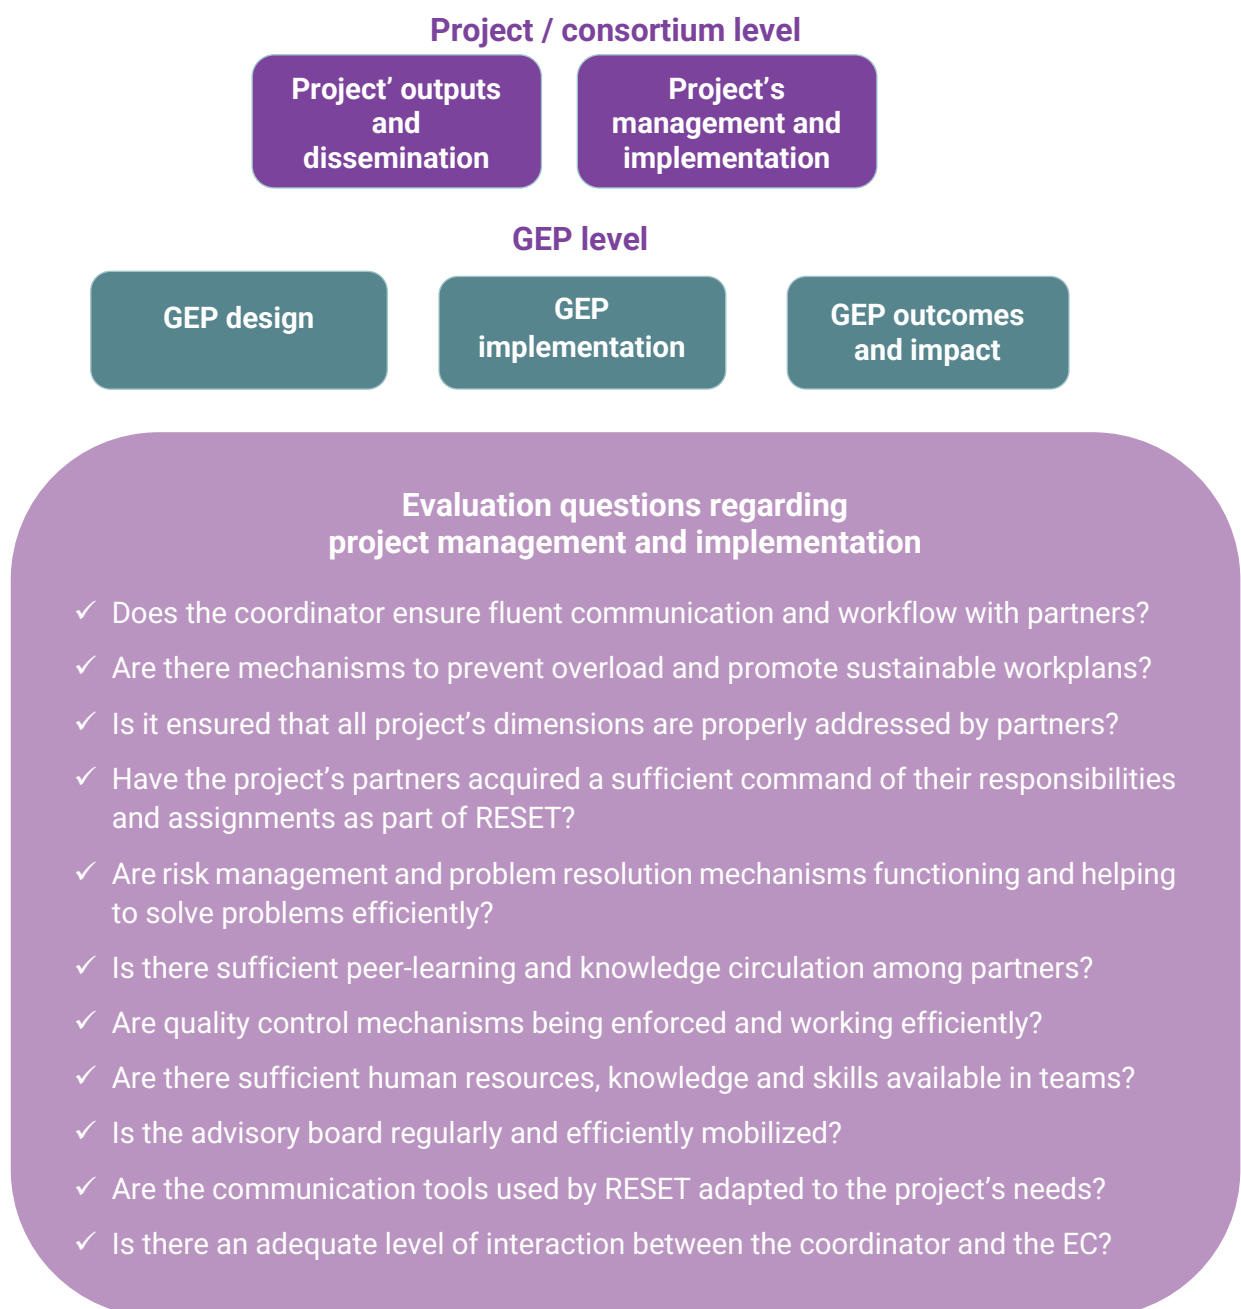 Project / consortium level
Project’ outputs
and
dissemination
Project’s
management and
implementation
GEP level
GEP design
GEP
implementation
GEP outcomes
and impact
Evaluation questions regarding
project management and implementation
✓ Does the coordinator ensure fluent communication and workflow with partners?
✓ Are there mechanisms to prevent overload and promote sustainable workplans?
✓ Is it ensured that all project’s dimensions are properly addressed by partners?
✓ Have the project’s partners acquired a sufficient command of their responsibilities
and assignments as part of RESET?
✓ Are risk management and problem resolution mechanisms functioning and helping
to solve problems efficiently?
✓ Is there sufficient peer-learning and knowledge circulation among partners?
✓ Are quality control mechanisms being enforced and working efficiently?
✓ Are there sufficient human resources, knowledge and skills available in teams?
✓ Is the advisory board regularly and efficiently mobilized?
✓ Are the communication tools used by RESET adapted to the project’s needs?
✓ Is there an adequate level of interaction between the coordinator and the EC?